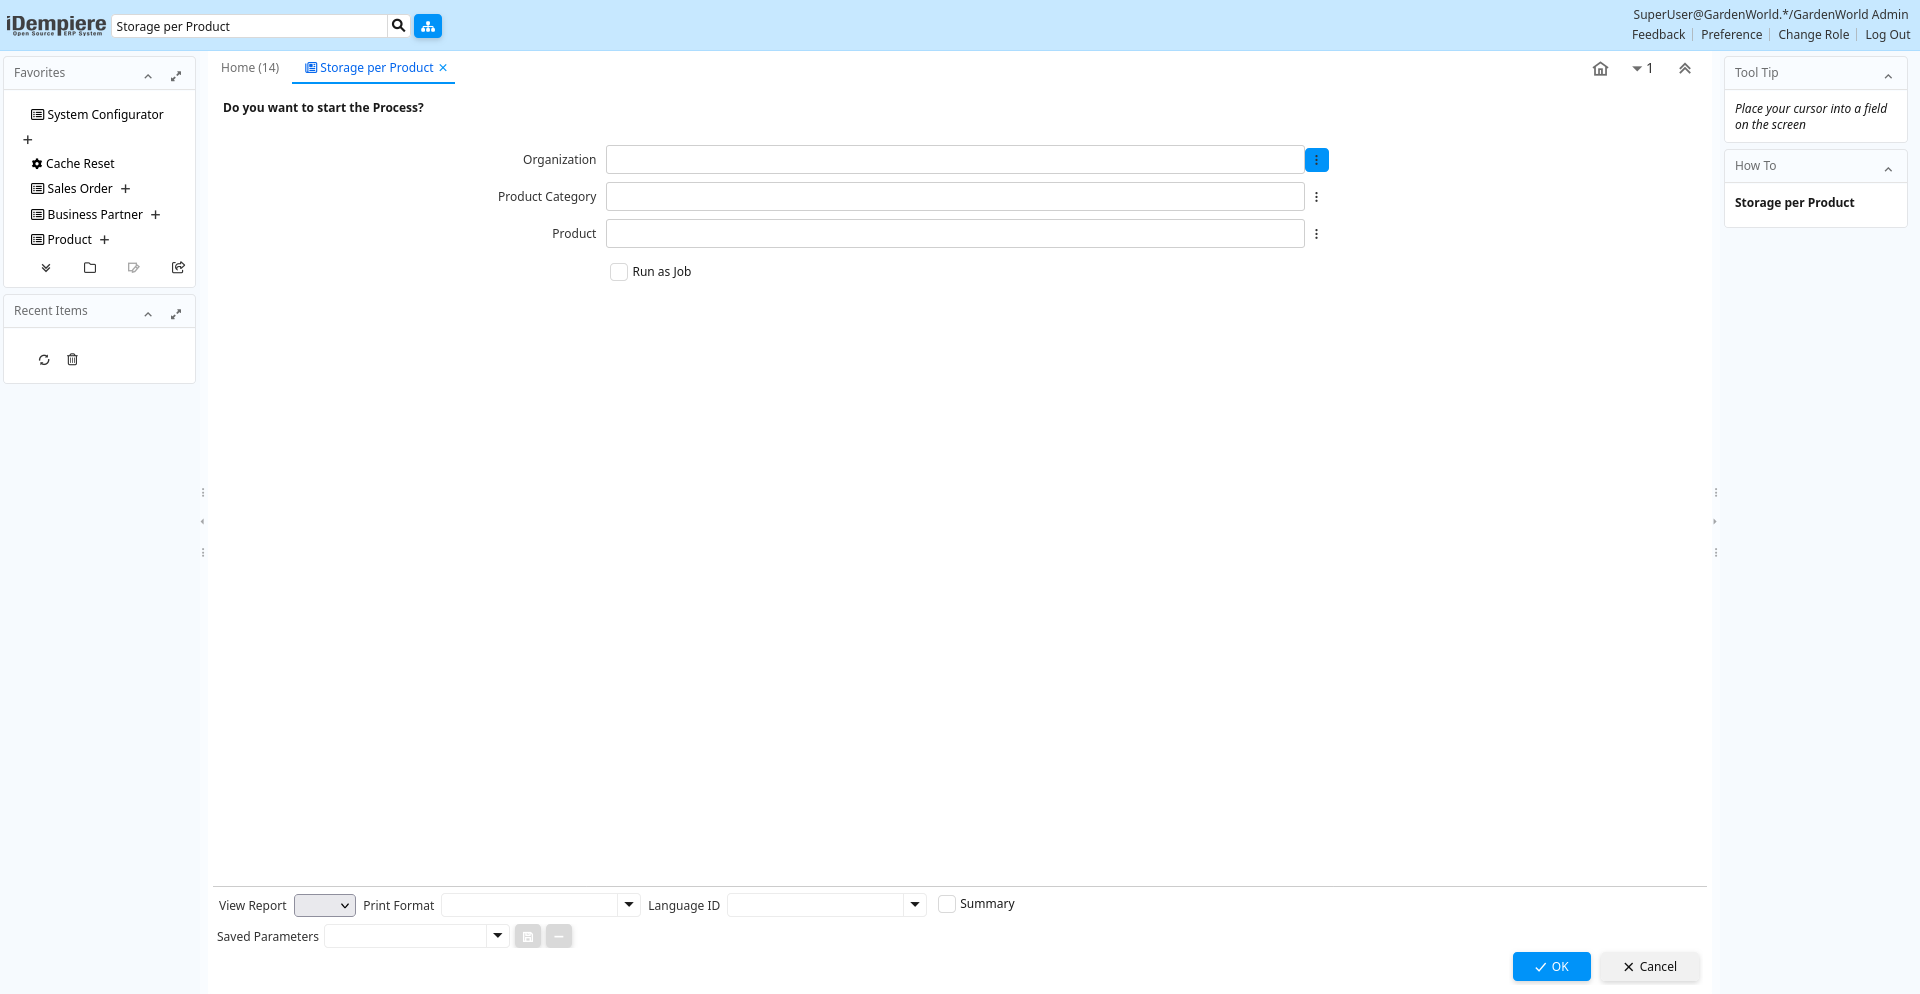 iDempiere
Open Source ERP System
Storage per Product
SuperUser@GardenWorld.*/GardenWorld Admin
Feedback
Preference
Change Role
Log Out
Favorites
System Configurator
Cache Reset
Sales Order
Business Partner
Product
Recent Items
Home (14)
Storage per Product
1
Do you want to start the Process?
Organization
Product Category
Product
Run as Job
View Report
Print Format
Language ID
Summary
Saved Parameters
OK
Cancel
Tool Tip
Place your cursor into a field
on the screen
How To
Storage per Product